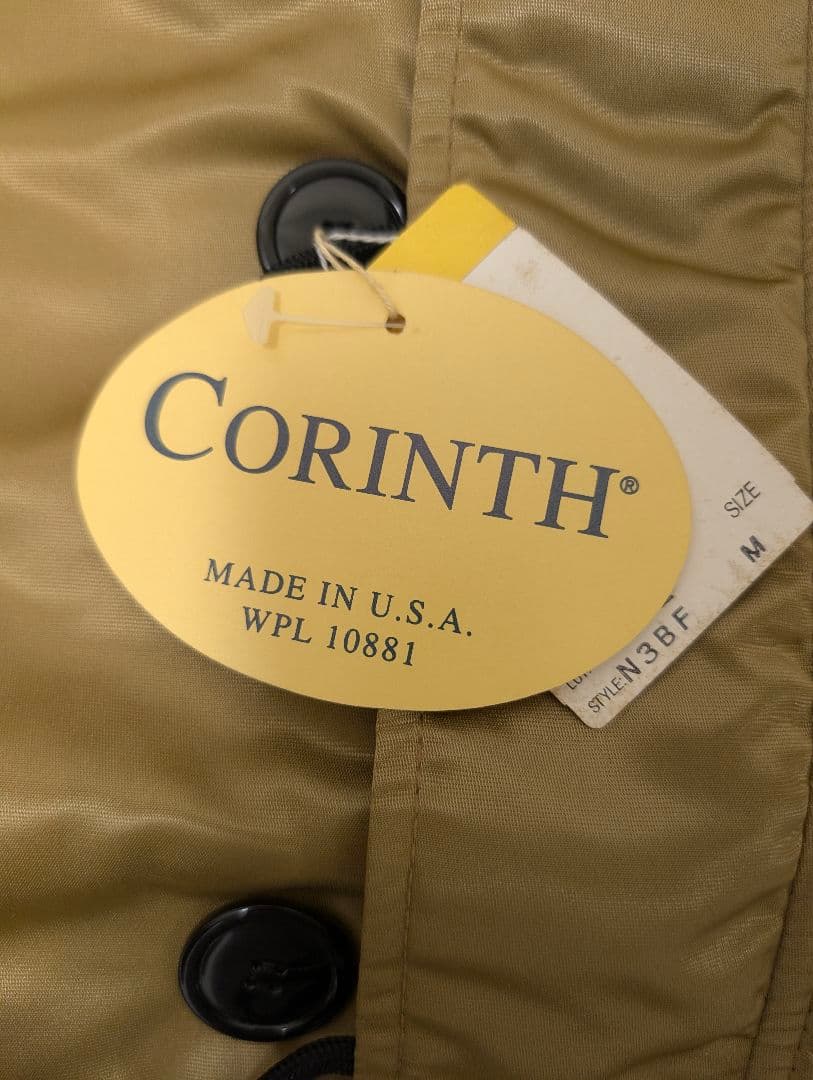 CORINTH®
MADE IN U.S.A.
WPL 10881
SIZE
M
STYLE: N3BF